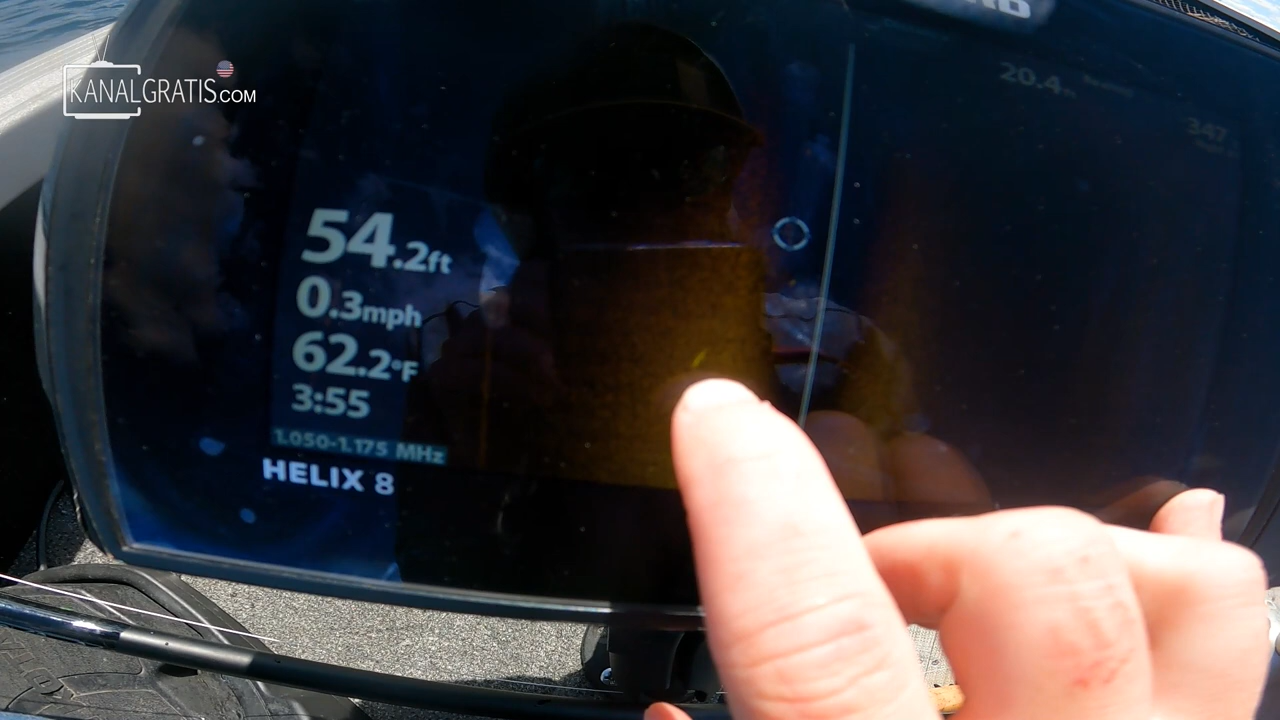 KANALGRATIS.COM
20.4
347
54.2ft
0.3mph
62.2°F
3:55
1.050-1.175 MHz
HELIX 8